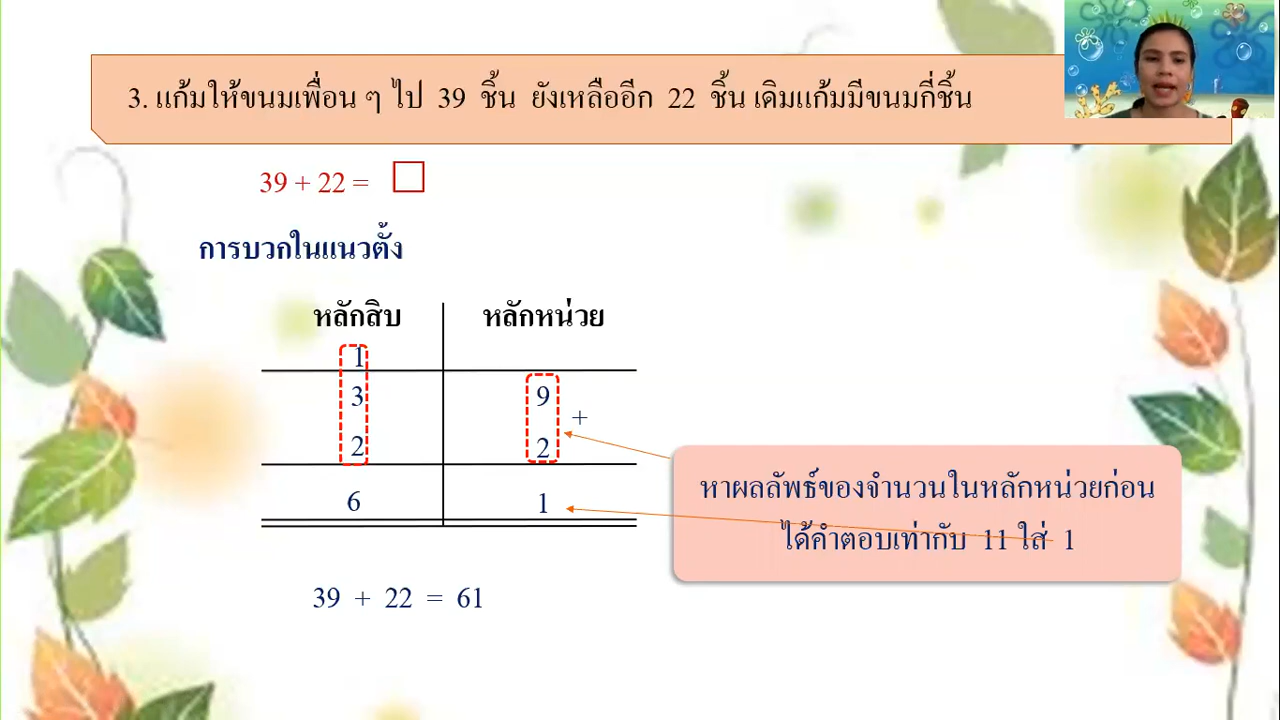 3. แก้มให้ขนมเพื่อน ๆ ไป 39 ชิ้น ยังเหลืออีก 22 ชิ้น เดิมแก้มมีขนมกี่ชิ้น
39 + 22 = □
การบวกในแนวตั้ง
หลักสิบ หลักหน่วย
1
3 9
+
2 2
6 1
หาผลลัพธ์ของจำนวนในหลักหน่วยก่อน
ได้คำตอบเท่ากับ 11 ใส่ 1
39 + 22 = 61